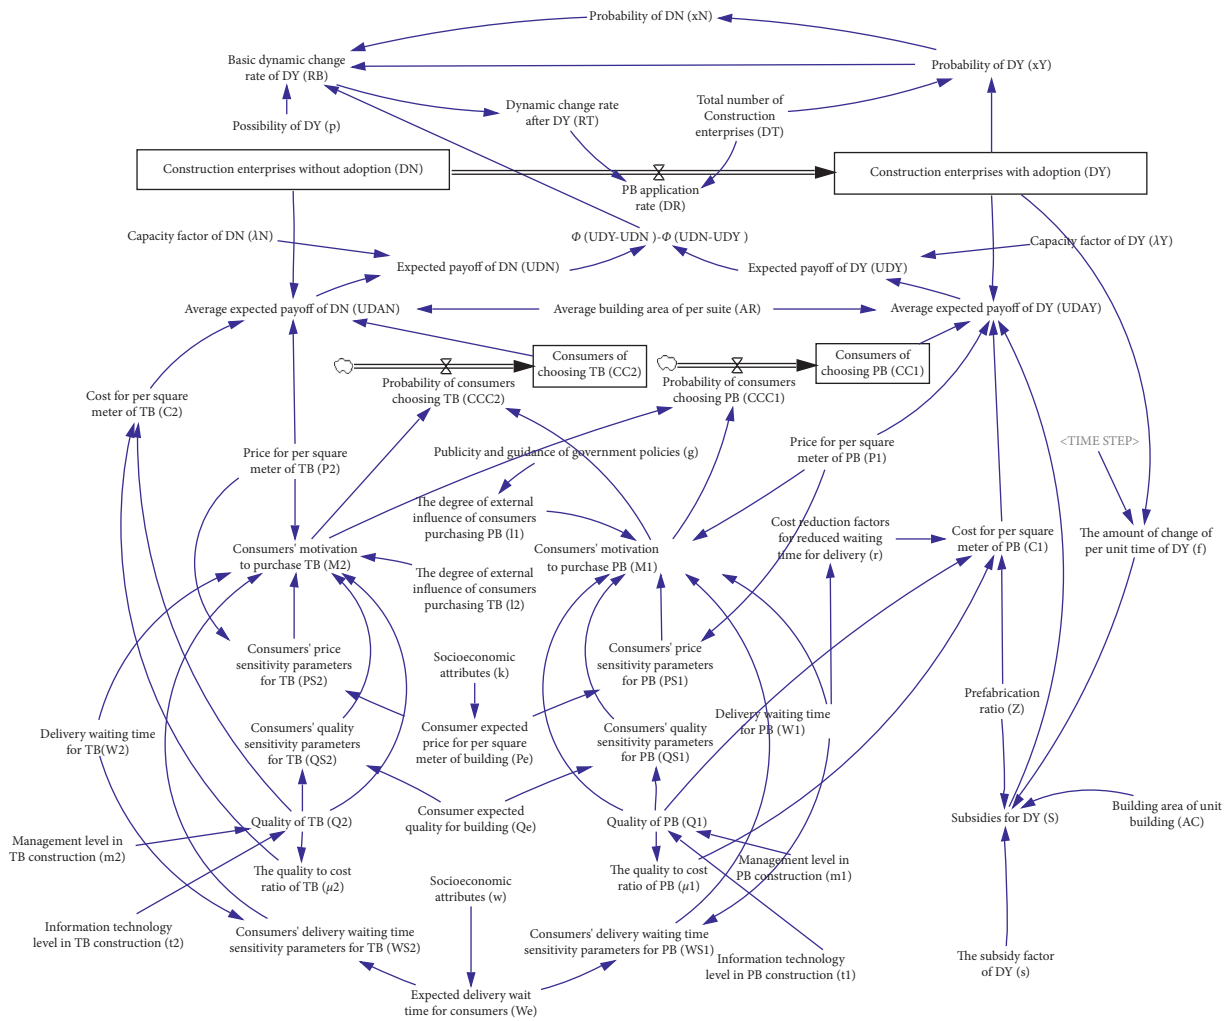 Probability of DN (xN)
Basic dynamic change
rate of DY (RB)
Probability of DY (xY)
Possibility of DY (p)
Dynamic change rate
after DY (RT)
Total number of
Construction
enterprises (DT)
Construction enterprises without adoption (DN)
Construction enterprises with adoption (DY)
PB application
rate (DR)
Capacity factor of DN (λN)
Φ (UDY-UDN )-Φ (UDN-UDY )
Capacity factor of DY (λY)
Expected payoff of DN (UDN)
Expected payoff of DY (UDY)
Average expected payoff of DN (UDAN)
Average building area of per suite (AR)
Average expected payoff of DY (UDAY)
Consumers of
choosing TB (CC2)
Consumers of
choosing PB (CC1)
Probability of consumers
choosing TB (CCC2)
Probability of consumers
choosing PB (CCC1)
Cost for per square
meter of TB (C2)
Price for per square
meter of TB (P2)
Publicity and guidance of government policies (g)
Price for per square
meter of PB (P1)
<TIME STEP>
The degree of external
influence of consumers
purchasing PB (l1)
Cost reduction factors
for reduced waiting
time for delivery (r)
Cost for per square
meter of PB (C1)
The amount of change of
per unit time of DY (f)
Consumers' motivation
to purchase TB (M2)
Consumers' motivation
to purchase PB (M1)
The degree of external
influence of consumers
purchasing TB (l2)
Consumers' price
sensitivity parameters
for TB (PS2)
Socioeconomic
attributes (k)
Consumers' price
sensitivity parameters
for PB (PS1)
Prefabrication
ratio (Z)
Delivery waiting time
for TB(W2)
Consumers' quality
sensitivity parameters
for TB (QS2)
Consumer expected
price for per square
meter of building (Pe)
Consumers' quality
sensitivity parameters
for PB (QS1)
Delivery waiting time
for PB (W1)
Quality of TB (Q2)
Consumer expected
quality for building (Qe)
Quality of PB (Q1)
Subsidies for DY (S)
Building area of unit
building (AC)
Management level in
TB construction (m2)
The quality to cost
ratio of TB (μ2)
The quality to cost
ratio of PB (μ1)
Management level in
PB construction (m1)
Socioeconomic
attributes (w)
Information technology
level in TB construction (t2)
Consumers' delivery waiting time
sensitivity parameters for TB (WS2)
Consumers' delivery waiting time
sensitivity parameters for PB (WS1)
Information technology
level in PB construction (t1)
The subsidy factor
of DY (s)
Expected delivery wait
time for consumers (We)